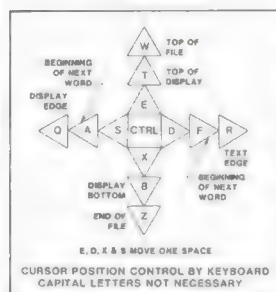 W
TOP OF
FILE
BEGINNING
OF NEXT
WORD
T
TOP OF
DISPLAY
DISPLAY
EDGE
E
Q A S CTRL D F R
TEXT
EDGE
X
DISPLAY
BOTTOM
B
BEGINNING
OF NEXT
WORD
END OF
FILE
Z
E, D, X & S MOVE ONE SPACE
CURSOR POSITION CONTROL BY KEYBOARD
CAPITAL LETTERS NOT NECESSARY